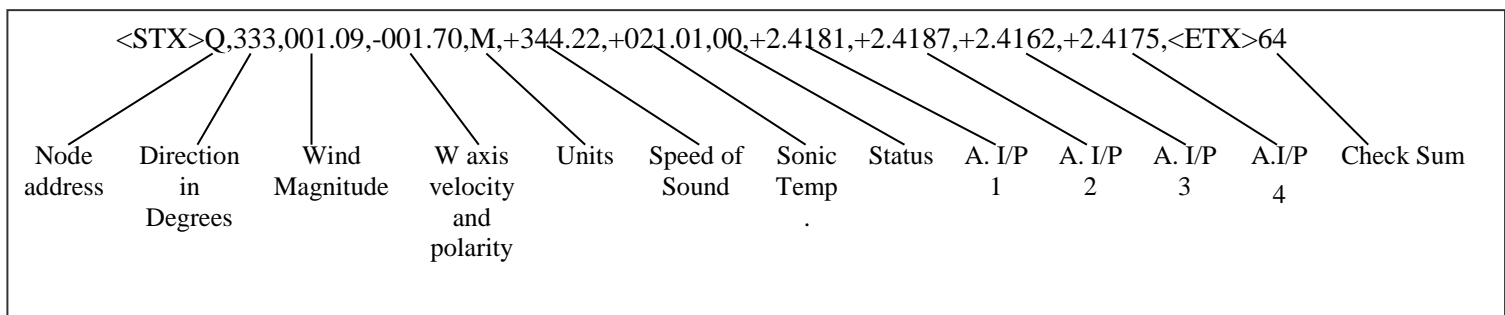 <STX>Q,333,001.09,-001.70,M,+344.22,+021.01,00,+2.4181,+2.4187,+2.4162,+2.4175,<ETX>64
Node address
Direction in Degrees
Wind Magnitude
W axis velocity and polarity
Units
Speed of Sound
Sonic Temp .
Status
A. I/P 1
A. I/P 2
A. I/P 3
A.I/P 4
Check Sum